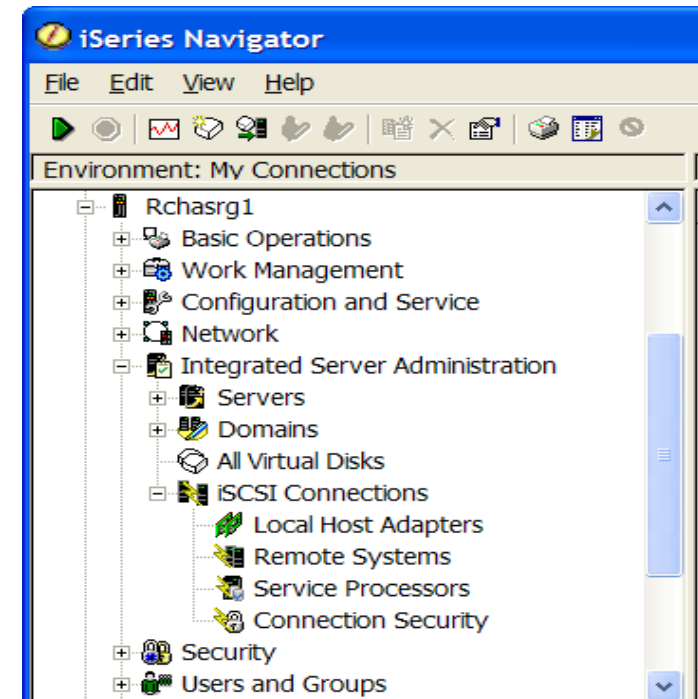 iSeries Navigator
File Edit View Help
Environment: My Connections
Rchasrg1
Basic Operations
Work Management
Configuration and Service
Network
Integrated Server Administration
Servers
Domains
All Virtual Disks
iSCSI Connections
Local Host Adapters
Remote Systems
Service Processors
Connection Security
Security
Users and Groups